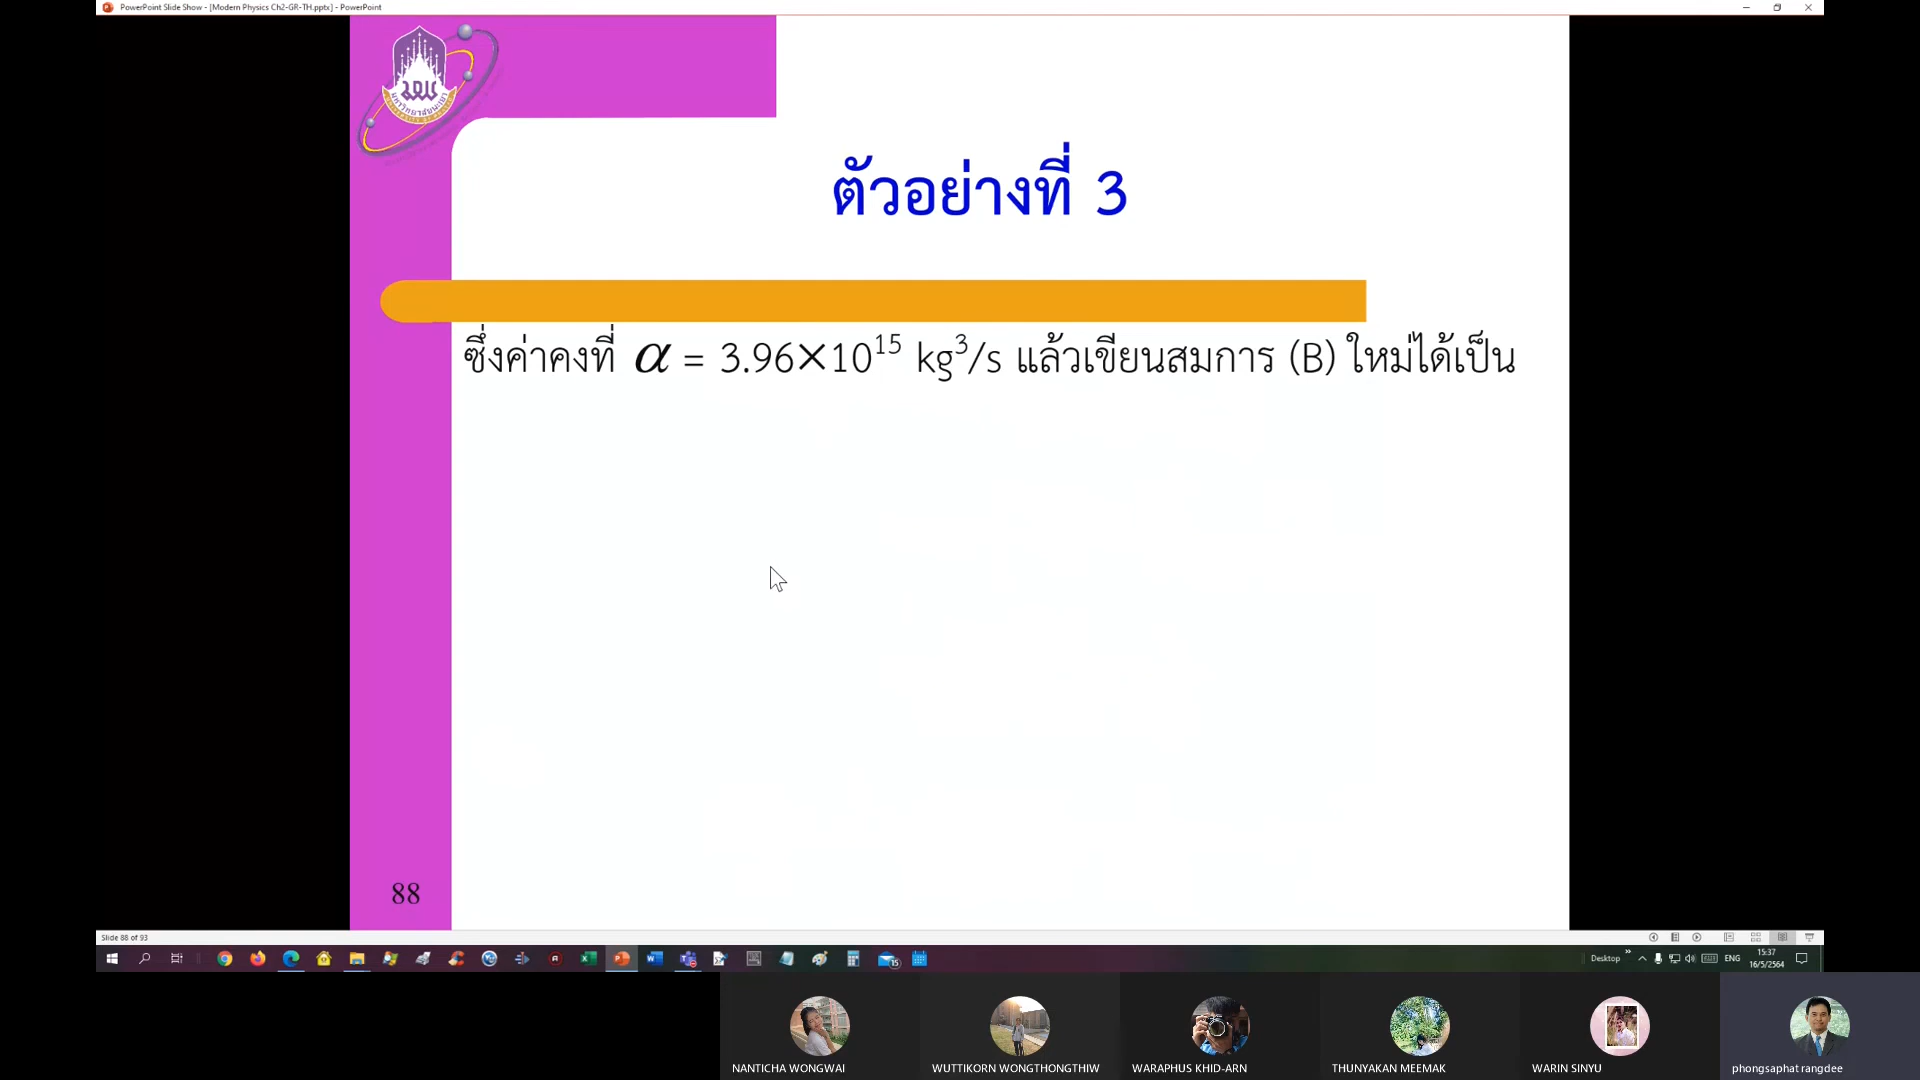 PowerPoint Slide Show - [Modern Physics Ch2-GR-TH.pptx] - PowerPoint
ตัวอย่างที่ 3
ซึ่งค่าคงที่ α = 3.96×10¹⁵ kg³/s แล้วเขียนสมการ (B) ใหม่ได้เป็น
88
Slide 88 of 93
Desktop
ENG
15:37
16/5/2564
15
NANTICHA WONGWAI
WUTTIKORN WONGTHONGTHIW
WARAPHUS KHID-ARN
THUNYAKAN MEEMAK
WARIN SINYU
phongsaphat rangdee